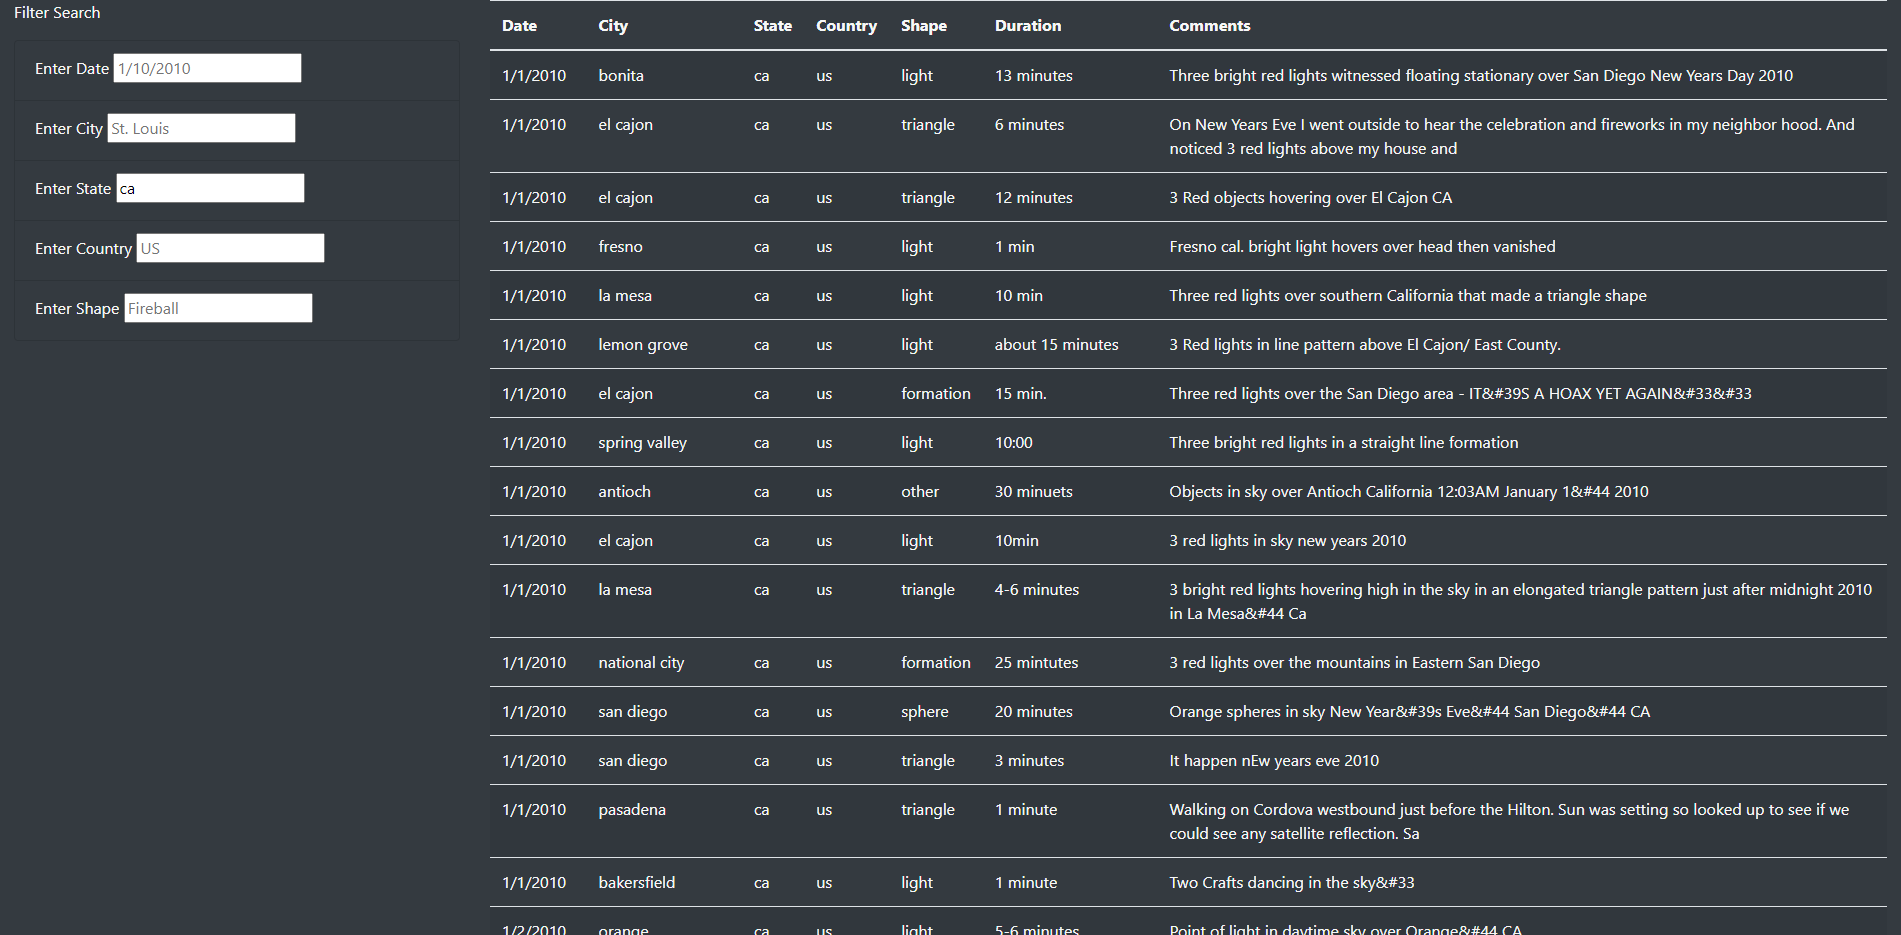 Filter Search
Enter Date 1/10/2010
Enter City St. Louis
Enter State ca
Enter Country US
Enter Shape Fireball
Date City State Country Shape Duration Comments
1/1/2010 bonita ca us light 13 minutes Three bright red lights witnessed floating stationary over San Diego New Years Day 2010
1/1/2010 el cajon ca us triangle 6 minutes On New Years Eve I went outside to hear the celebration and fireworks in my neighbor hood. And
noticed 3 red lights above my house and
1/1/2010 el cajon ca us triangle 12 minutes 3 Red objects hovering over El Cajon CA
1/1/2010 fresno ca us light 1 min Fresno cal. bright light hovers over head then vanished
1/1/2010 la mesa ca us light 10 min Three red lights over southern California that made a triangle shape
1/1/2010 lemon grove ca us light about 15 minutes 3 Red lights in line pattern above El Cajon/ East County.
1/1/2010 el cajon ca us formation 15 min. Three red lights over the San Diego area - IT&#39S A HOAX YET AGAIN&#33&#33
1/1/2010 spring valley ca us light 10:00 Three bright red lights in a straight line formation
1/1/2010 antioch ca us other 30 minuets Objects in sky over Antioch California 12:03AM January 1&#44 2010
1/1/2010 el cajon ca us light 10min 3 red lights in sky new years 2010
1/1/2010 la mesa ca us triangle 4-6 minutes 3 bright red lights hovering high in the sky in an elongated triangle pattern just after midnight 2010
in La Mesa&#44 Ca
1/1/2010 national city ca us formation 25 mintutes 3 red lights over the mountains in Eastern San Diego
1/1/2010 san diego ca us sphere 20 minutes Orange spheres in sky New Year&#39s Eve&#44 San Diego&#44 CA
1/1/2010 san diego ca us triangle 3 minutes It happen nEw years eve 2010
1/1/2010 pasadena ca us triangle 1 minute Walking on Cordova westbound just before the Hilton. Sun was setting so looked up to see if we
could see any satellite reflection. Sa
1/1/2010 bakersfield ca us light 1 minute Two Crafts dancing in the sky&#33
1/2/2010 orange ca us light 5-6 minutes Point of light in daytime sky over Orange&#44 CA